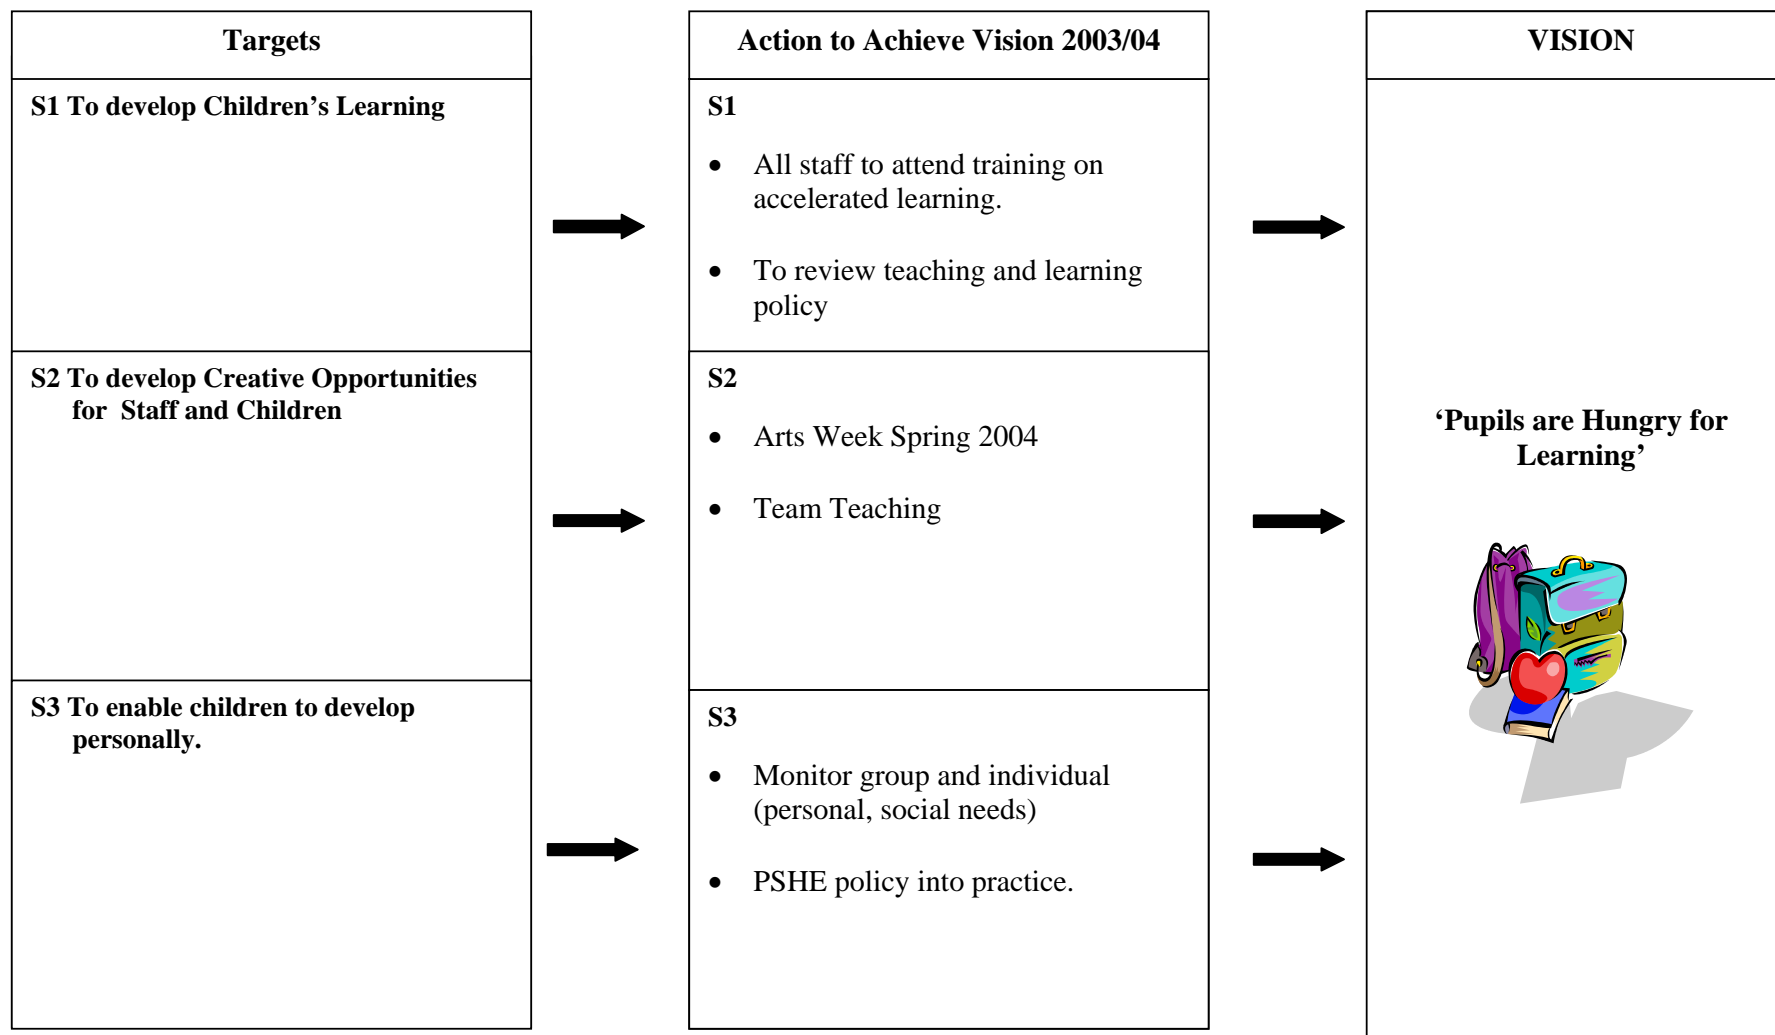 Targets
S1 To develop Children’s Learning
S2 To develop Creative Opportunities
for  Staff and Children
S3 To enable children to develop
personally.
Action to Achieve Vision 2003/04
S1
• All staff to attend training on
accelerated learning.
• To review teaching and learning
policy
S2
• Arts Week Spring 2004
• Team Teaching
S3
• Monitor group and individual
(personal, social needs)
• PSHE policy into practice.
VISION
‘Pupils are Hungry for
Learning’